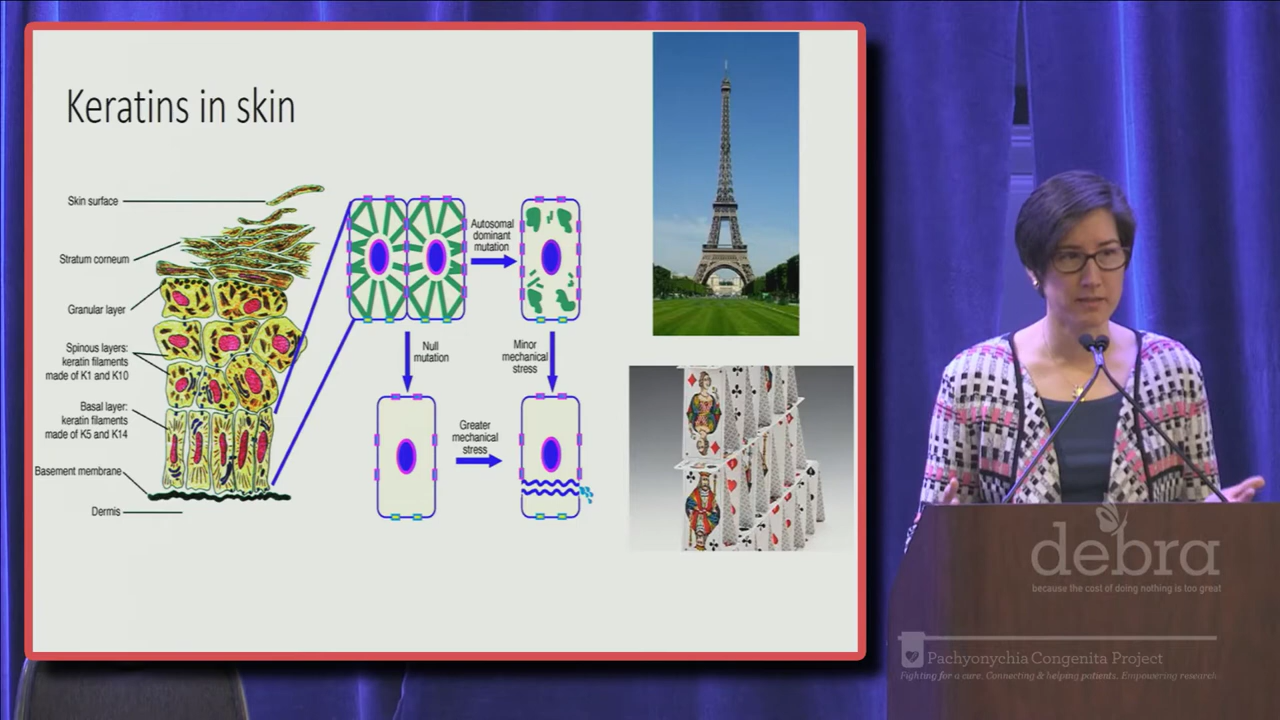 Keratins in skin
Skin surface
Stratum corneum
Granular layer
Spinous layers:
keratin filaments
made of K1 and K10
Basal layer:
keratin filaments
made of K5 and K14
Basement membrane
Dermis
Autosomal
dominant
mutation
Null
mutation
Minor
mechanical
stress
Greater
mechanical
stress
debra
because the cost of doing nothing is too great
Pachyonychia Congenita Project
Fighting for a cure. Connecting & helping patients. Empowering research.